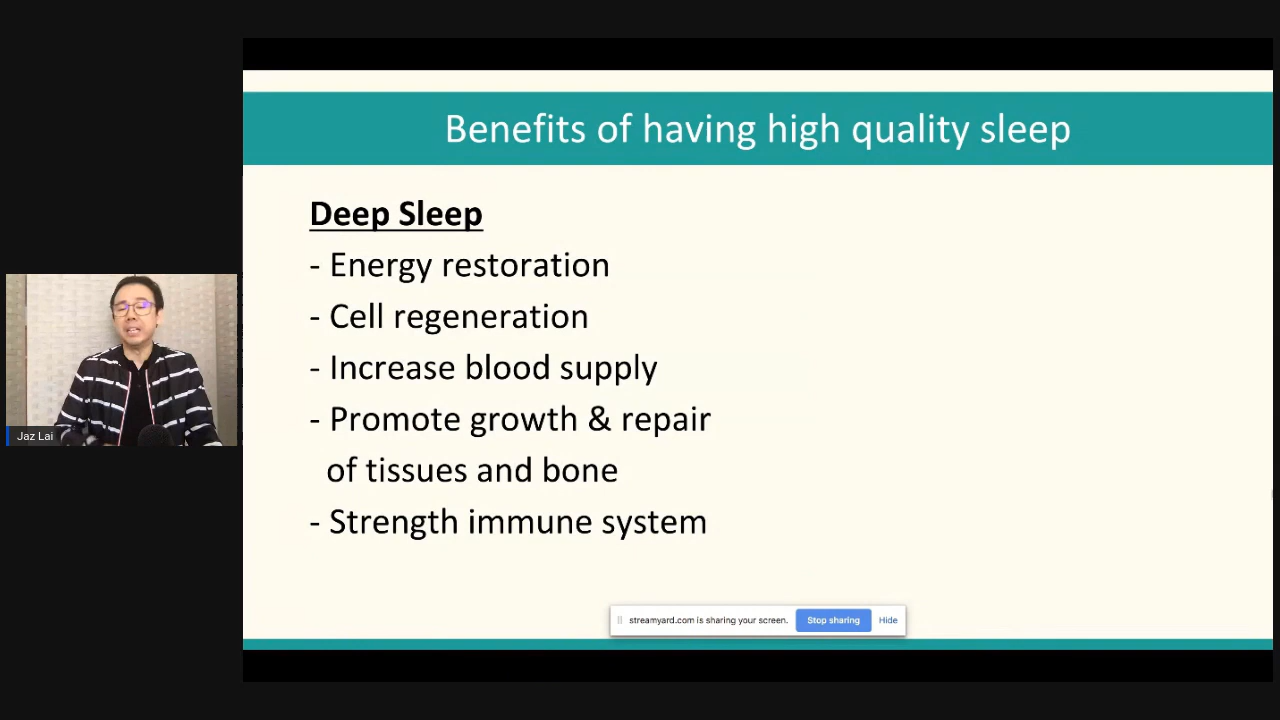 Benefits of having high quality sleep
Deep Sleep
- Energy restoration
- Cell regeneration
- Increase blood supply
- Promote growth & repair
of tissues and bone
- Strength immune system
Jaz Lai
streamyard.com is sharing your screen. Stop sharing Hide